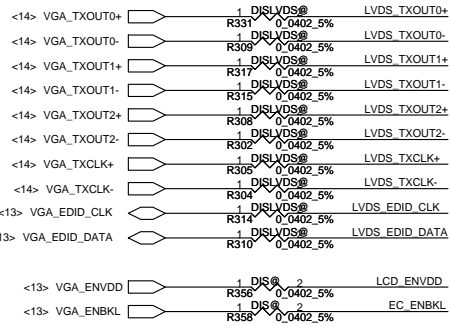 <14> VGA_TXOUT0+ 1 DISLVDS@ 2 LVDS_TXOUT0+
R331 0_0402_5%
<14> VGA_TXOUT0- 1 DISLVDS@ 2 LVDS_TXOUT0-
R309 0_0402_5%
<14> VGA_TXOUT1+ 1 DISLVDS@ 2 LVDS_TXOUT1+
R317 0_0402_5%
<14> VGA_TXOUT1- 1 DISLVDS@ 2 LVDS_TXOUT1-
R315 0_0402_5%
<14> VGA_TXOUT2+ 1 DISLVDS@ 2 LVDS_TXOUT2+
R308 0_0402_5%
<14> VGA_TXOUT2- 1 DISLVDS@ 2 LVDS_TXOUT2-
R302 0_0402_5%
<14> VGA_TXCLK+ 1 DISLVDS@ 2 LVDS_TXCLK+
R305 0_0402_5%
<14> VGA_TXCLK- 1 DISLVDS@ 2 LVDS_TXCLK-
R304 0_0402_5%
<13> VGA_EDID_CLK 1 DISLVDS@ 2 LVDS_EDID_CLK
R314 0_0402_5%
13> VGA_EDID_DATA 1 DISLVDS@ 2 LVDS_EDID_DATA
R310 0_0402_5%
<13> VGA_ENVDD 1 DIS@ 2 LCD_ENVDD
R356 0_0402_5%
<13> VGA_ENBKL 1 DIS@ 2 EC_ENBKL
R358 0_0402_5%